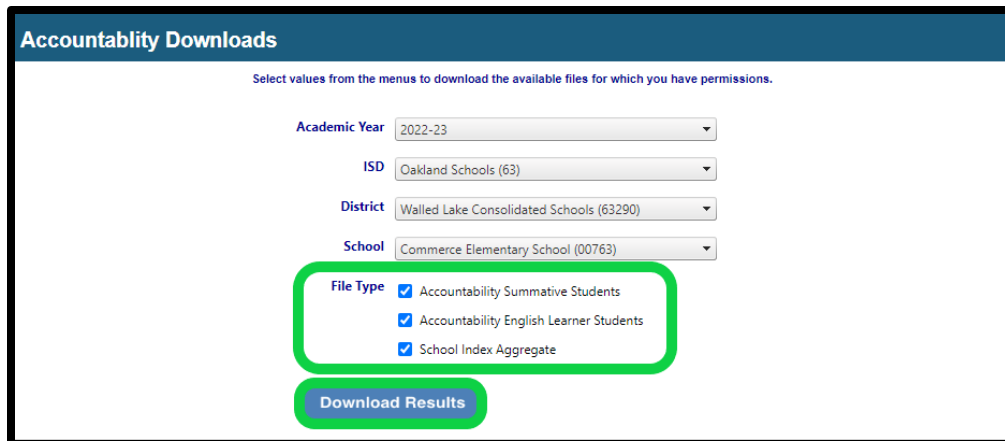 Accountablity Downloads
Select values from the menus to download the available files for which you have permissions.
Academic Year 2022-23
ISD Oakland Schools (63)
District Walled Lake Consolidated Schools (63290)
School Commerce Elementary School (00763)
File Type Accountability Summative Students
Accountability English Learner Students
School Index Aggregate
Download Results